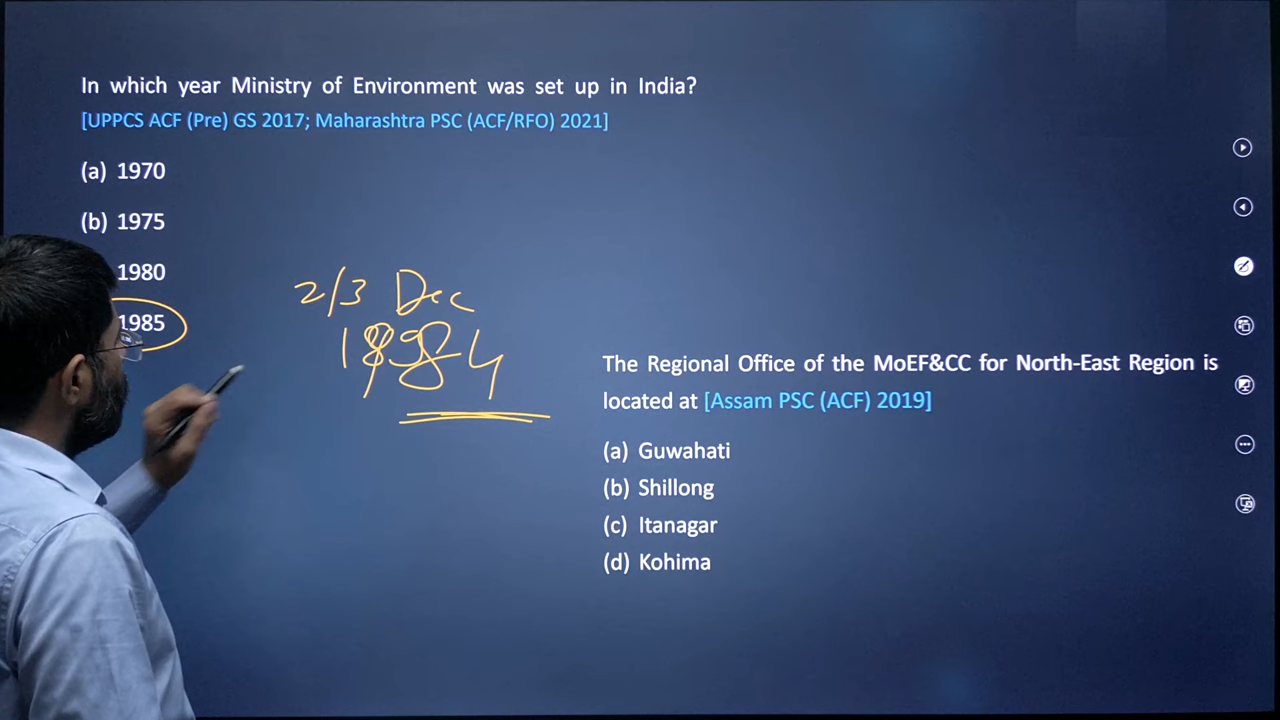 In which year Ministry of Environment was set up in India?
[UPPCS ACF (Pre) GS 2017; Maharashtra PSC (ACF/RFO) 2021]
(a) 1970
(b) 1975
1980
1985
2/3 Dec
1984
The Regional Office of the MoEF&CC for North-East Region is
located at [Assam PSC (ACF) 2019]
(a) Guwahati
(b) Shillong
(c) Itanagar
(d) Kohima